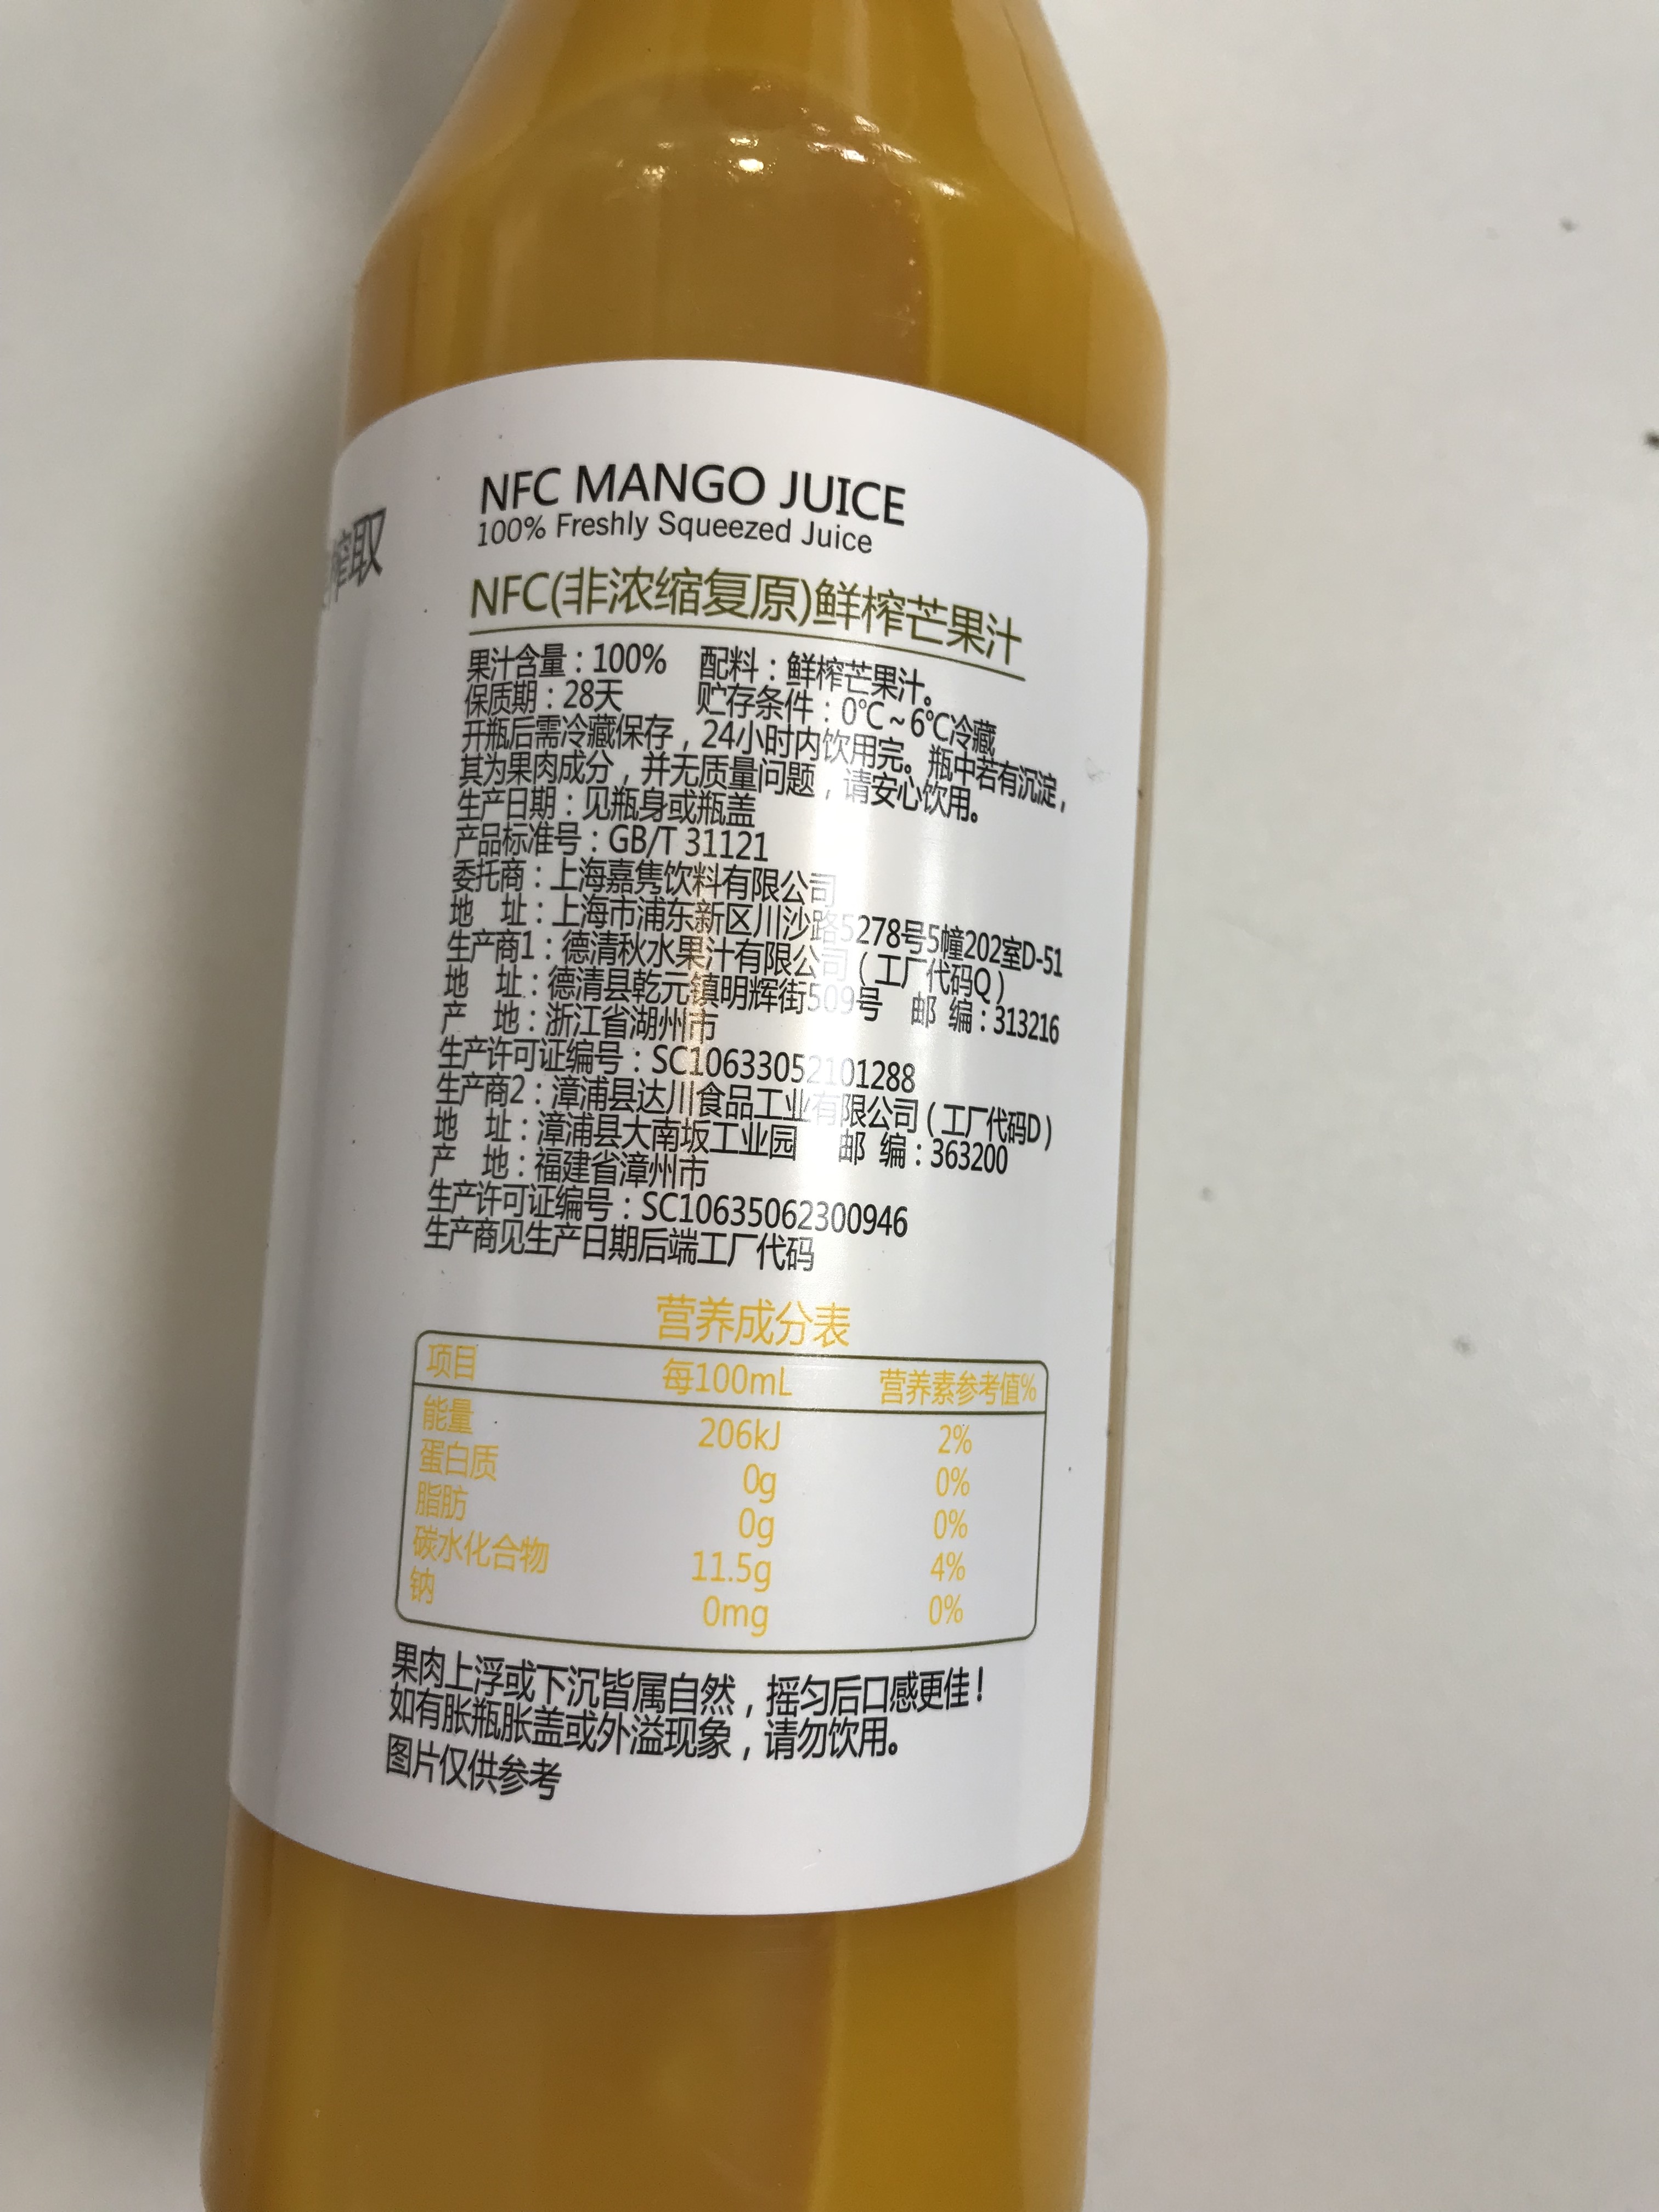 榨取
NFC MANGO JUICE
100% Freshly Squeezed Juice
NFC(非浓缩复原)鲜榨芒果汁
果汁含量：100% 配料：鲜榨芒果汁。
保质期：28天 贮存条件：0℃~6℃冷藏
开瓶后需冷藏保存，24小时内饮用完。瓶中若有沉淀，
其为果肉成分，并无质量问题，请安心饮用。
生产日期：见瓶身或瓶盖
产品标准号：GB/T 31121
委托商：上海嘉隽饮料有限公司
地 址：上海市浦东新区川沙路5278号5幢202室D-51
生产商1：德清秋水果汁有限公司（工厂代码Q）
地 址：德清县乾元镇明辉街509号 邮 编：313216
产 地：浙江省湖州市
生产许可证编号：SC10633052101288
生产商2：漳浦县达川食品工业有限公司（工厂代码D）
地 址：漳浦县大南坂工业园 邮 编：363200
产 地：福建省漳州市
生产许可证编号：SC10635062300946
生产商见生产日期后端工厂代码
营养成分表
项目 每100mL 营养素参考值%
能量 206kJ 2%
蛋白质 0g 0%
脂肪 0g 0%
碳水化合物 11.5g 4%
钠 0mg 0%
果肉上浮或下沉皆属自然，摇匀后口感更佳！
如有胀瓶胀盖或外溢现象，请勿饮用。
图片仅供参考